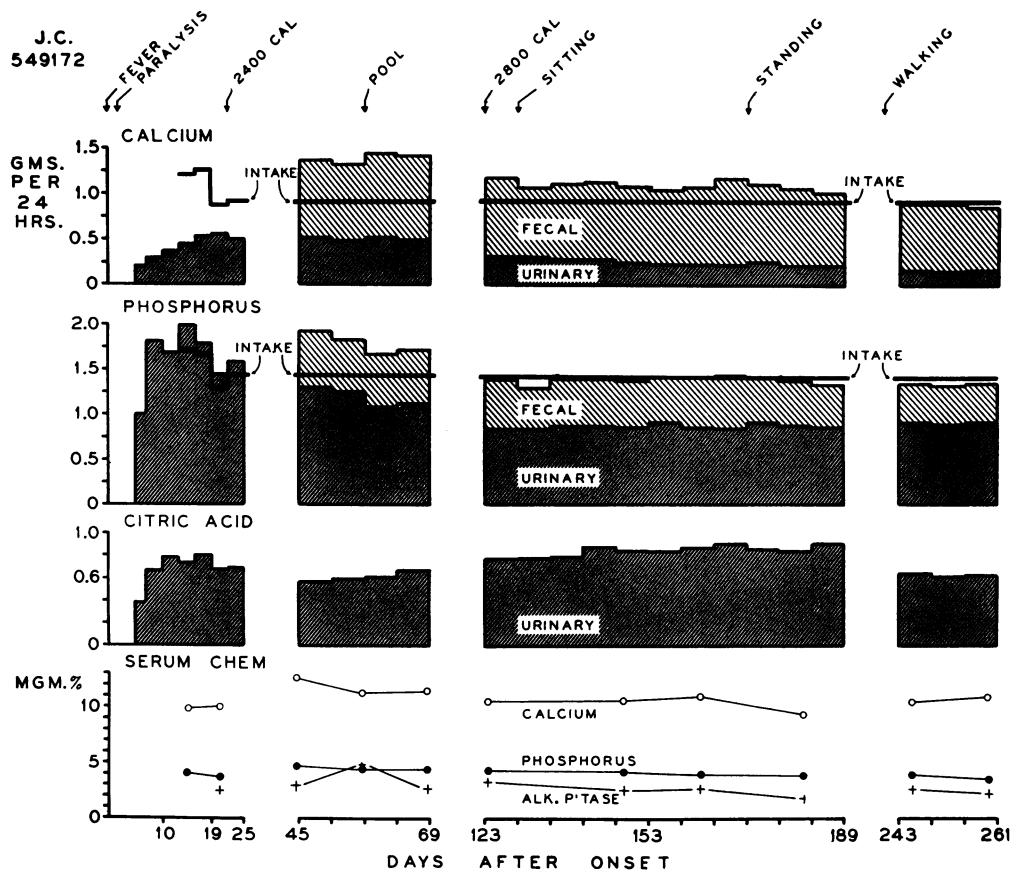 J.C.
549172
FEVER
PARALYSIS
2400 CAL
POOL
2800 CAL
SITTING
STANDING
WALKING
CALCIUM
GMS.
PER
24
HRS.
1.5
1.0
0.5
0
INTAKE
INTAKE
FECAL
URINARY
PHOSPHORUS
2.0
1.5
1.0
0.5
0
INTAKE
INTAKE
FECAL
URINARY
CITRIC ACID
1.0
0.6
0
URINARY
SERUM CHEM
MGM.%
10
5
0
CALCIUM
PHOSPHORUS
ALK. P'TASE
10 19 25 45 69 123 153 189 243 261
DAYS AFTER ONSET